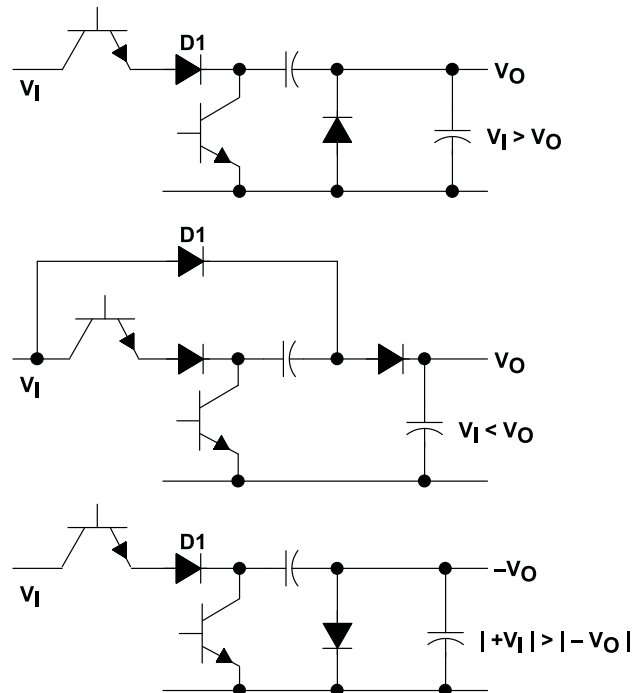 D1
VI
VO
VI > VO
D1
VI
VO
VI < VO
D1
VI
–VO
| +VI | > | – VO |